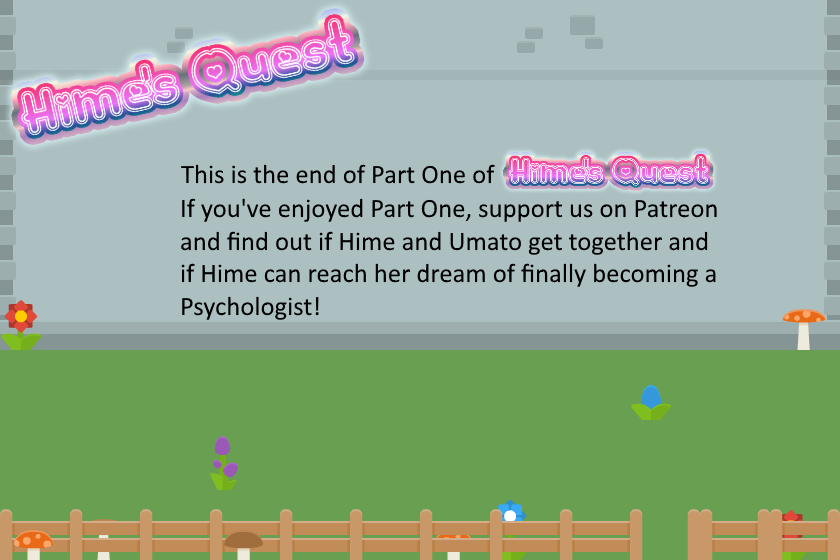 Hime's Quest
This is the end of Part One of Hime's Quest
If you've enjoyed Part One, support us on Patreon
and find out if Hime and Umato get together and
if Hime can reach her dream of finally becoming a
Psychologist!